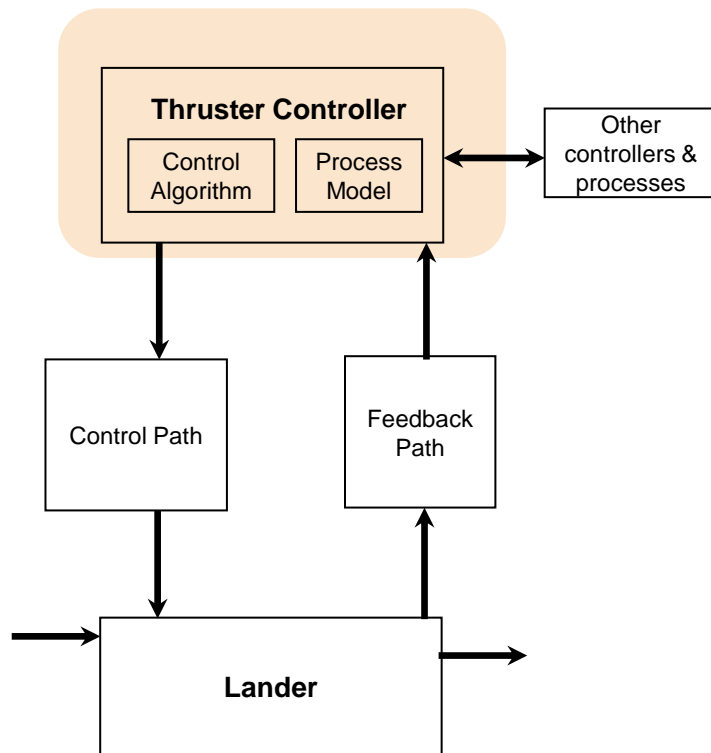 Thruster Controller
Control
Algorithm
Process
Model
Other
controllers &
processes
Control Path
Feedback
Path
Lander